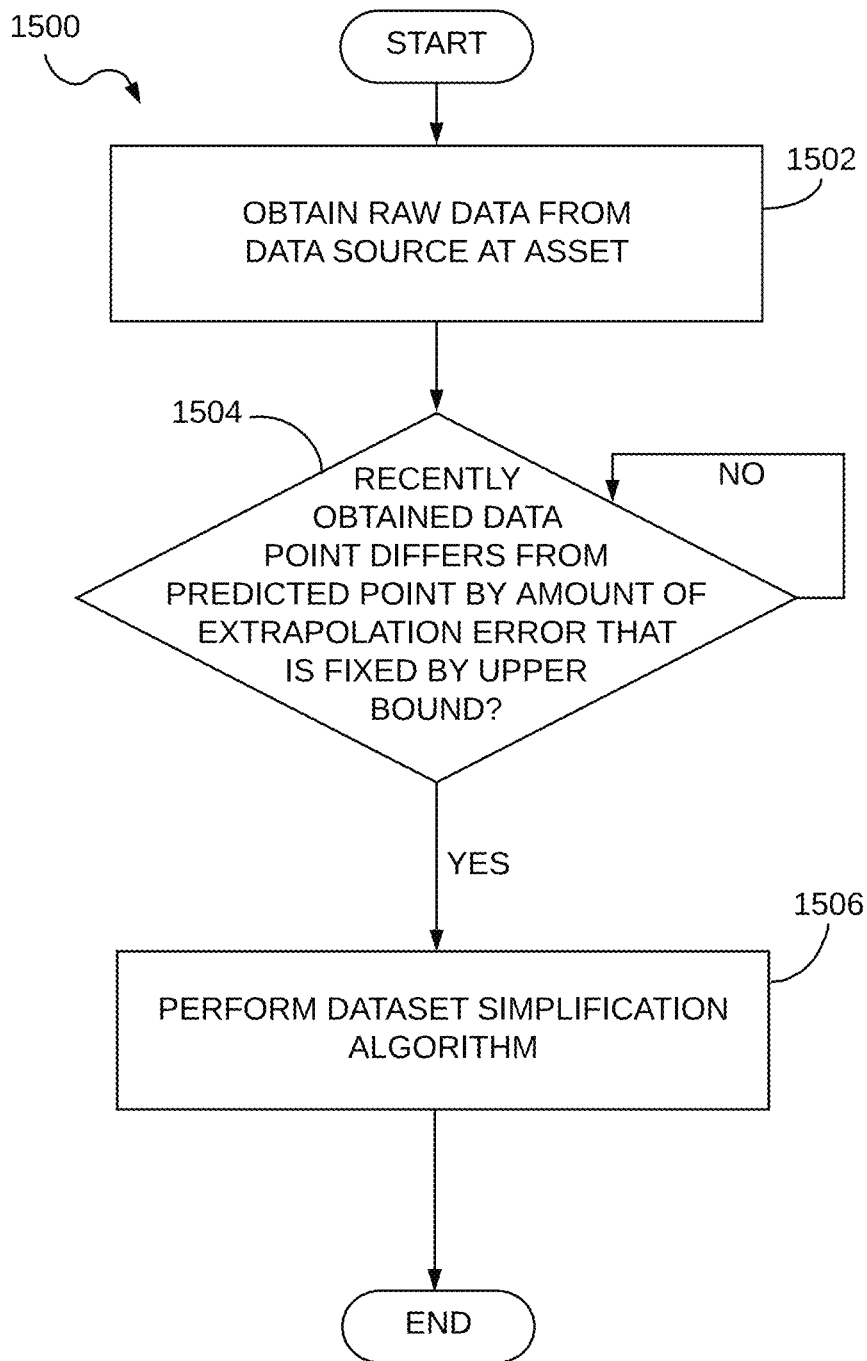 1500
START
1502
OBTAIN RAW DATA FROM
DATA SOURCE AT ASSET
1504
RECENTLY
OBTAINED DATA
POINT DIFFERS FROM
PREDICTED POINT BY AMOUNT OF
EXTRAPOLATION ERROR THAT
IS FIXED BY UPPER
BOUND?
NO
YES
1506
PERFORM DATASET SIMPLIFICATION
ALGORITHM
END